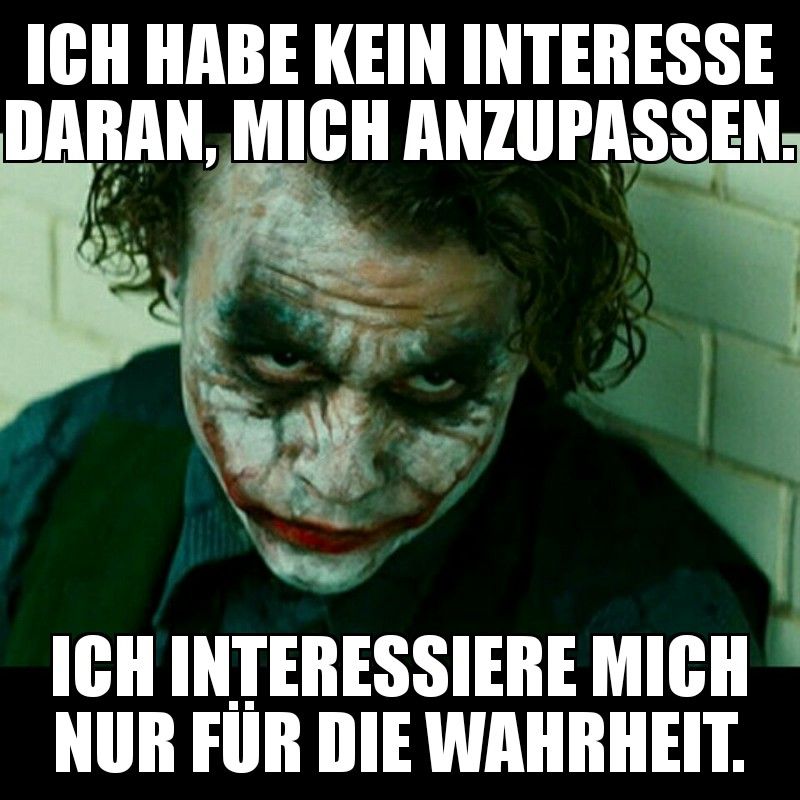 ICH HABE KEIN INTERESSE
DARAN, MICH ANZUPASSEN.
ICH INTERESSIERE MICH
NUR FÜR DIE WAHRHEIT.